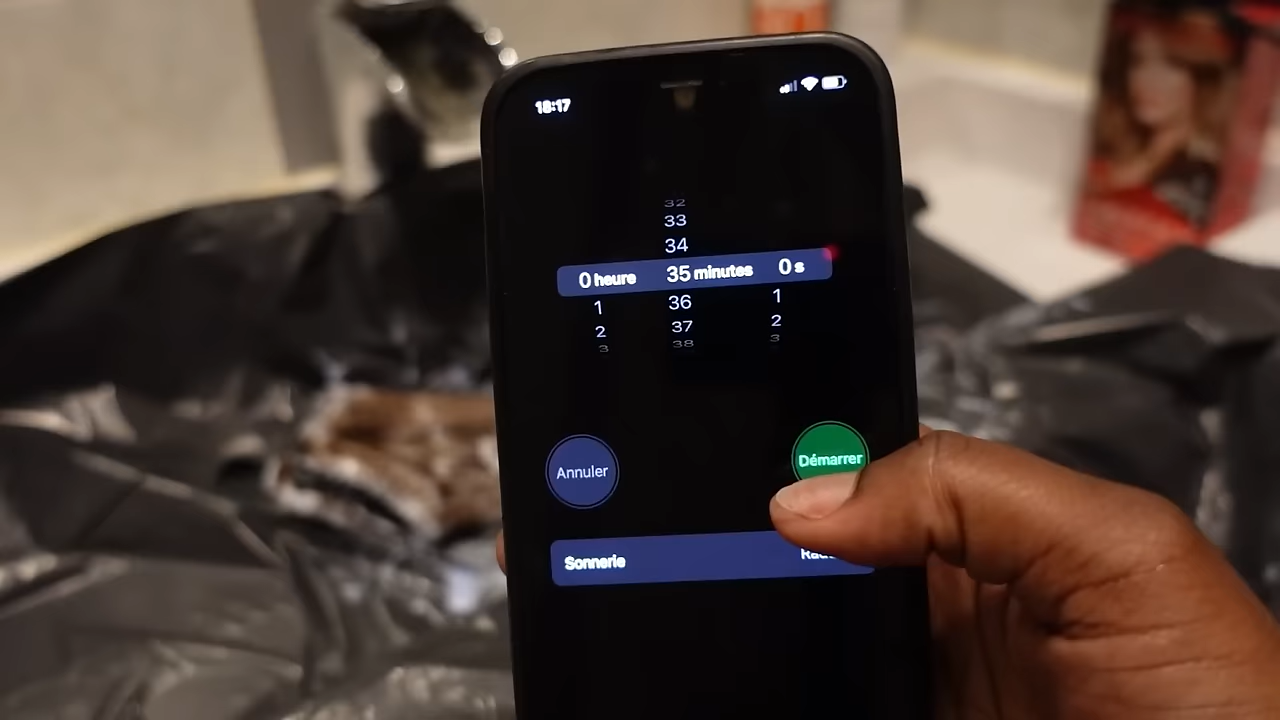 18:17
32
33
34
0 heure 35 minutes 0 s
1 36 1
2 37 2
3 38 3
Annuler Démarrer
Sonnerie